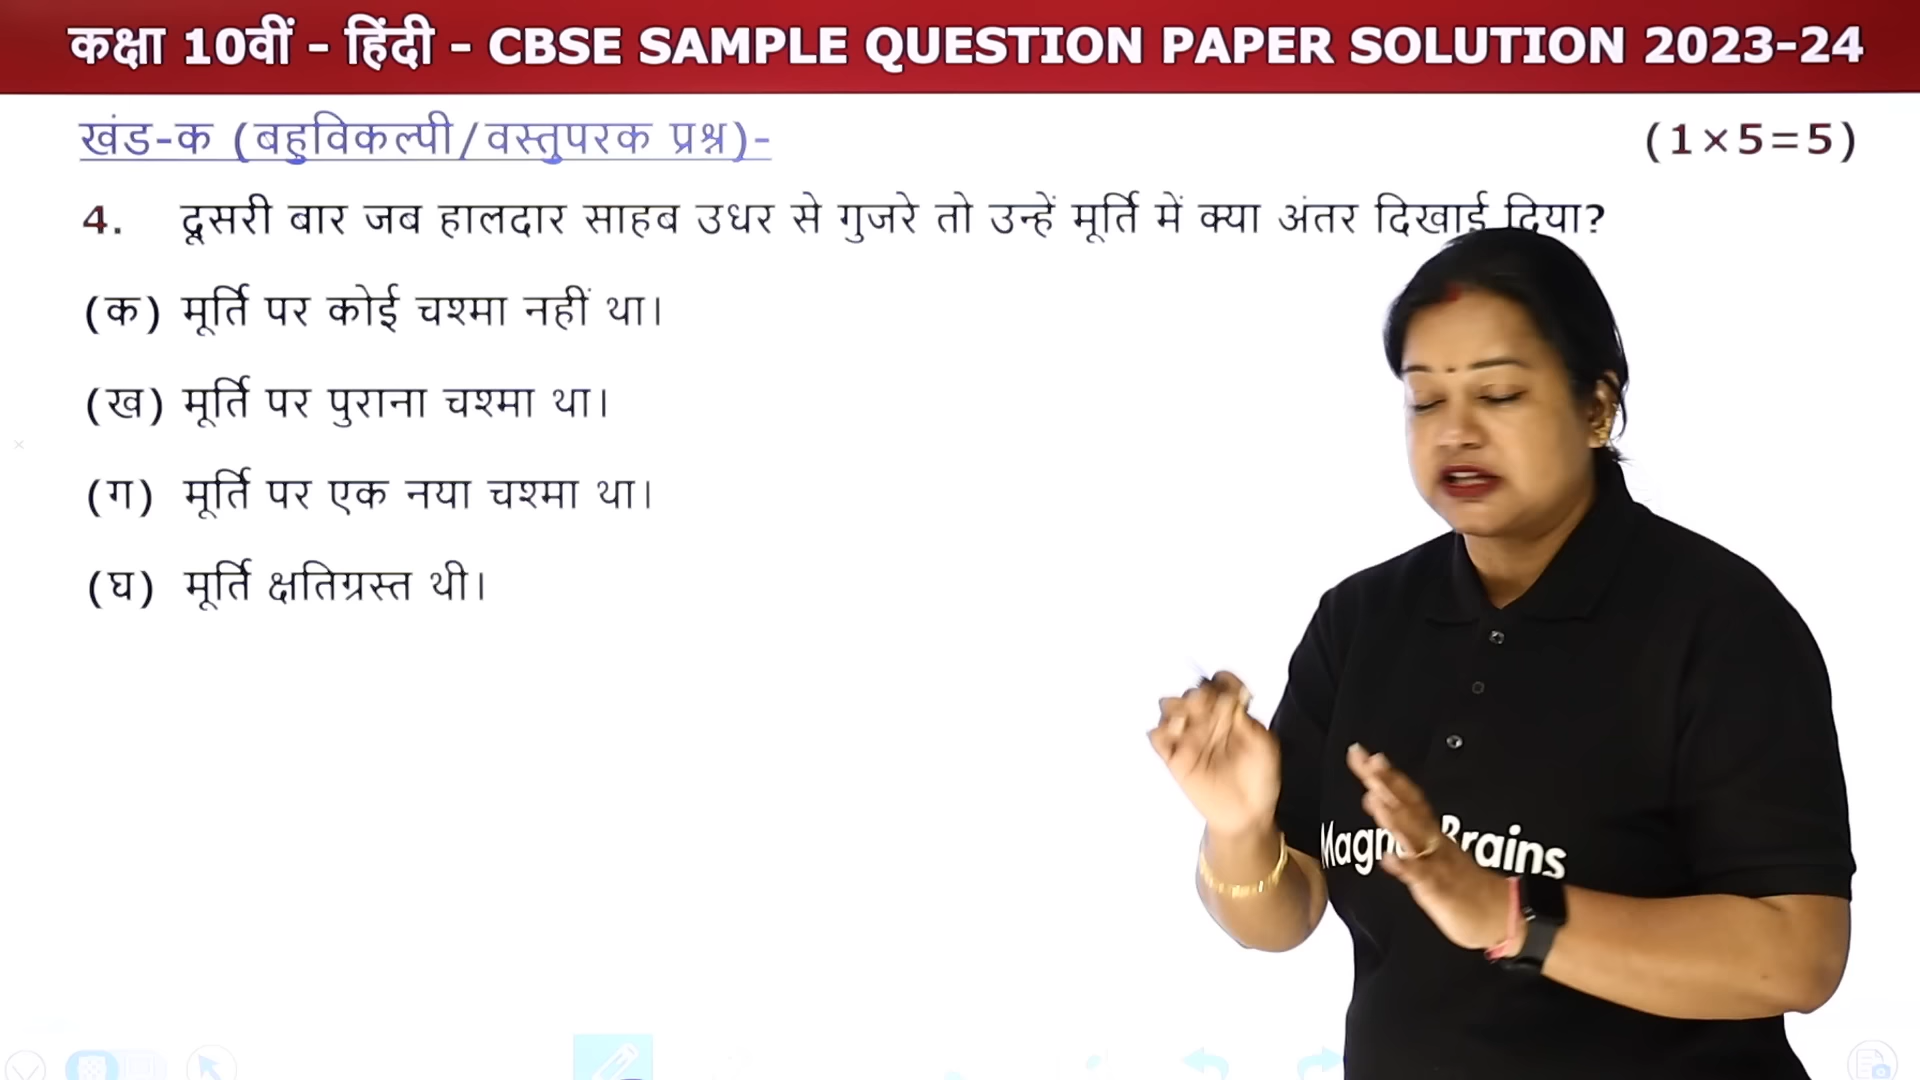 कक्षा 10वीं - हिंदी - CBSE SAMPLE QUESTION PAPER SOLUTION 2023-24
खंड-क (बहुविकल्पी/वस्तुपरक प्रश्न)- (1×5=5)
4. दूसरी बार जब हालदार साहब उधर से गुजरे तो उन्हें मूर्ति में क्या अंतर दिखाई दिया?
(क) मूर्ति पर कोई चश्मा नहीं था।
(ख) मूर्ति पर पुराना चश्मा था।
(ग) मूर्ति पर एक नया चश्मा था।
(घ) मूर्ति क्षतिग्रस्त थी।